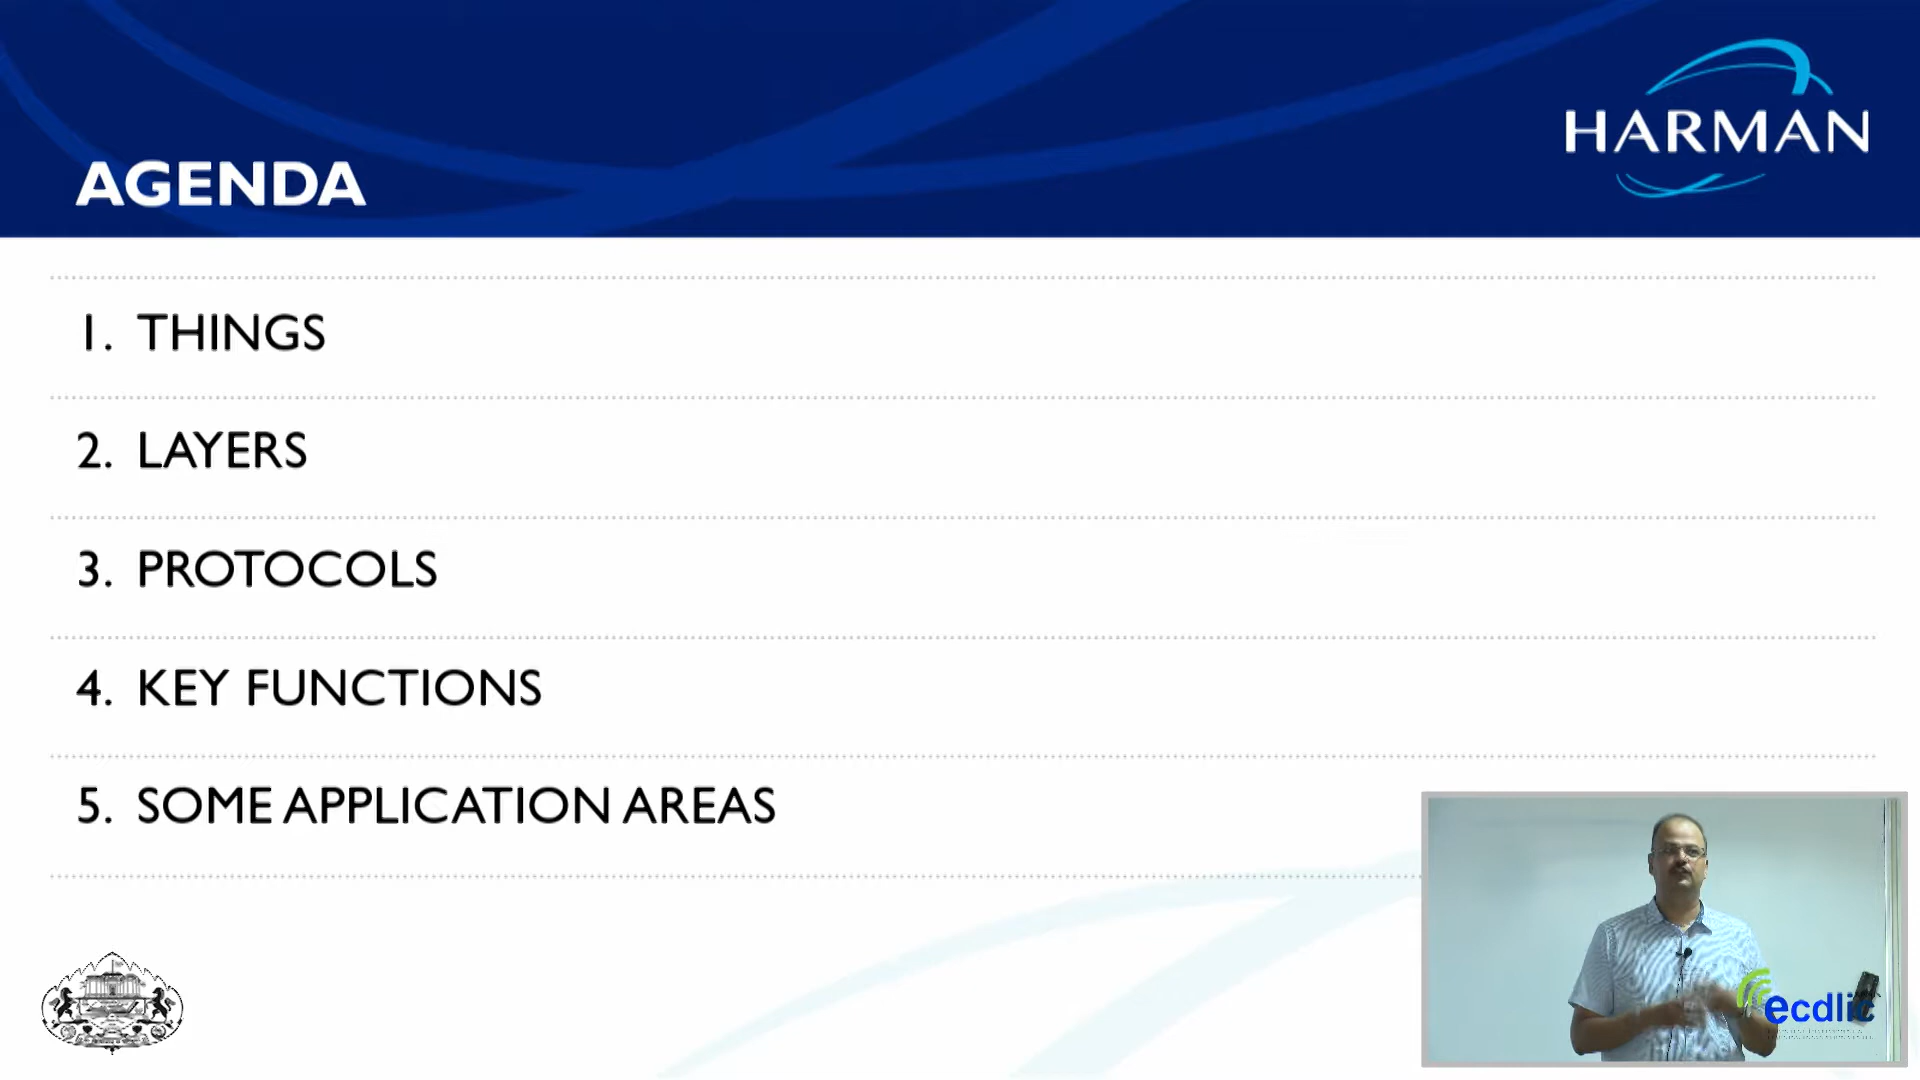 HARMAN
AGENDA
1. THINGS
2. LAYERS
3. PROTOCOLS
4. KEY FUNCTIONS
5. SOME APPLICATION AREAS
ecdlic